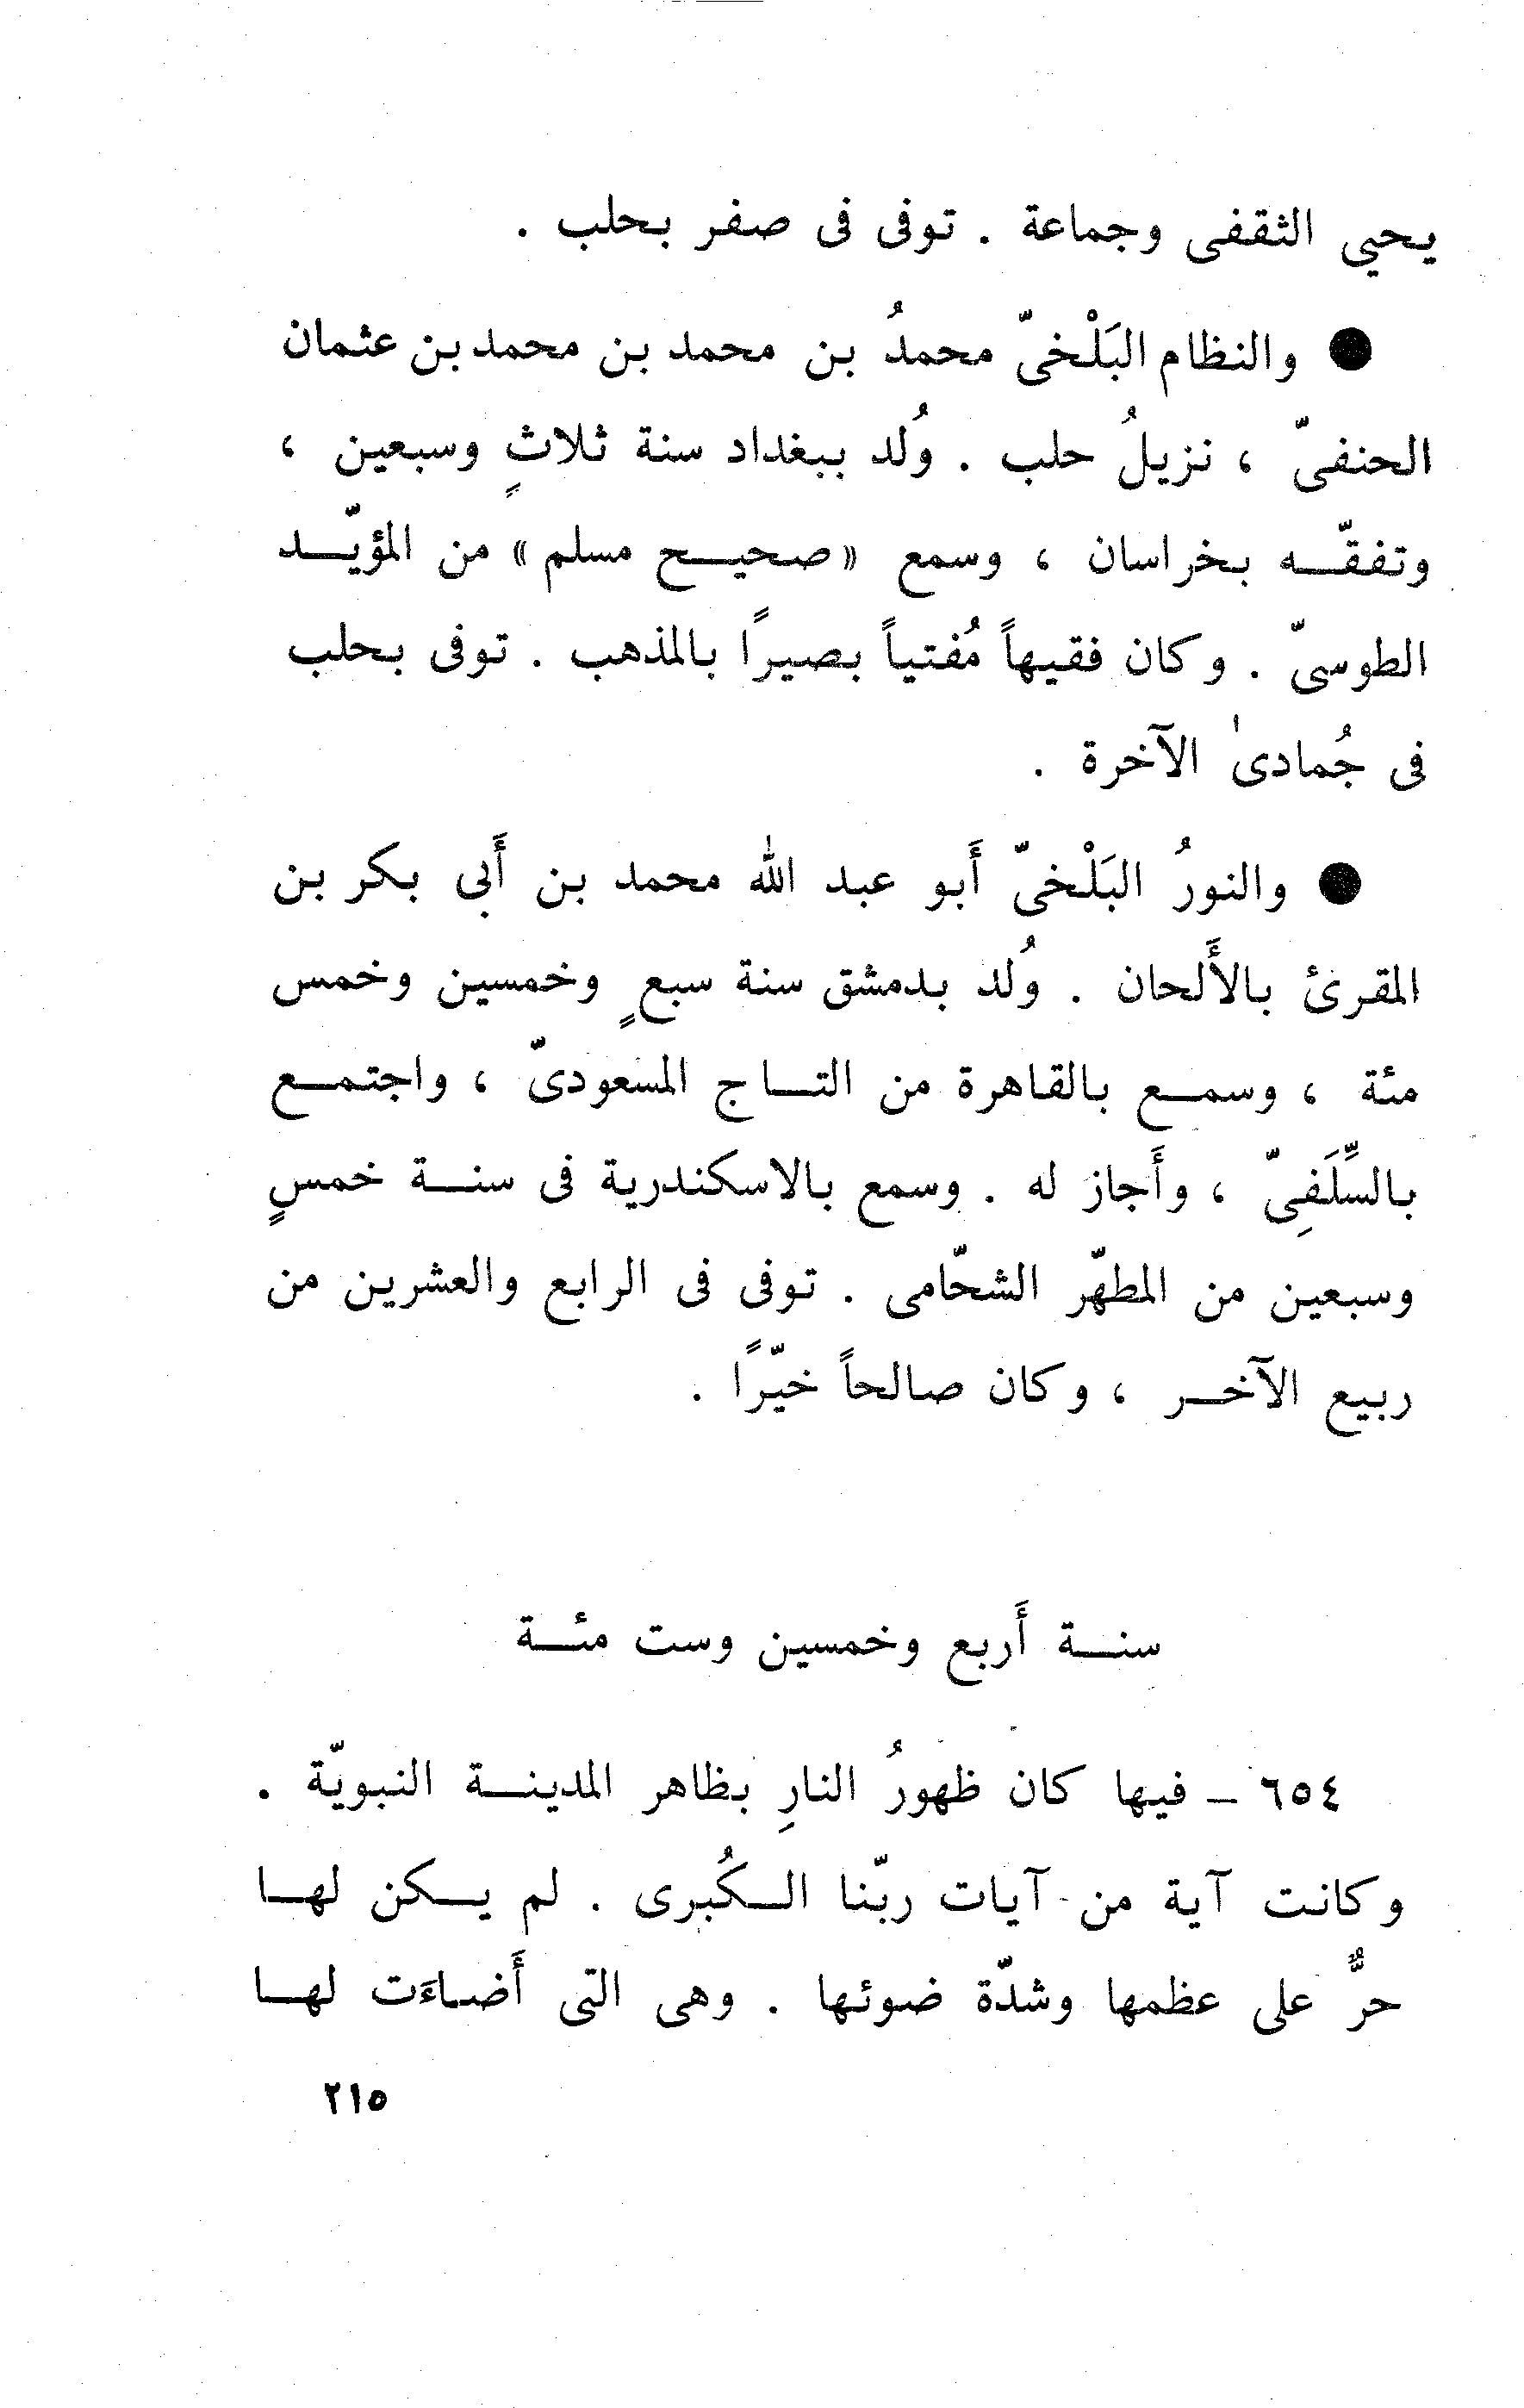 يحيى الثقفى وجماعة . توفى فى صفر بحلب .
● والنظام البَلْخىّ محمدُ بن محمد بن محمد بن عثمان
الحنفىّ ، نزيلُ حلب . وُلد ببغداد سنة ثلاثٍ وسبعين ،
وتفقّه بخراسان ، وسمع «صحيح مسلم» من المؤيّد
الطوسىّ . وكان فقيهاً مُفتياً بصيرًا بالمذهب . توفى بحلب
فى جُمادىٰ الآخرة .
● والنورُ البَلْخىّ أَبو عبد الله محمد بن أَبى بكر بن
المقرئ بالأَلحان . وُلد بدمشق سنة سبعٍ وخمسين وخمس
مئة ، وسمع بالقاهرة من التاج المسعودىّ ، واجتمع
بالسِّلَفِىّ ، وأَجاز له . وسمع بالاسكندرية فى سنة خمسٍ
وسبعين من المطهّر الشحّامى . توفى فى الرابع والعشرين من
ربيع الآخر ، وكان صالحاً خيّرًا .
سنة أَربع وخمسين وست مئة
٦٥٤ – فيها كان ظهورُ النارِ بظاهر المدينة النبويّة .
وكانت آية من آيات ربّنا الكُبرى . لم يكن لها
حرٌّ على عظمها وشدّة ضوئها . وهى التى أَضاءَت لها
٢١٥